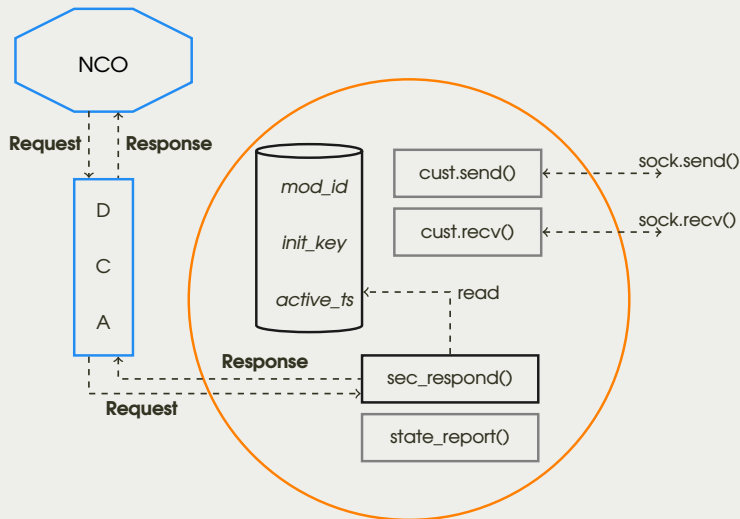 NCO
Request
Response
D
C
A
mod_id
init_key
active_ts
cust.send()
sock.send()
cust.recv()
sock.recv()
read
Response
sec_respond()
Request
state_report()